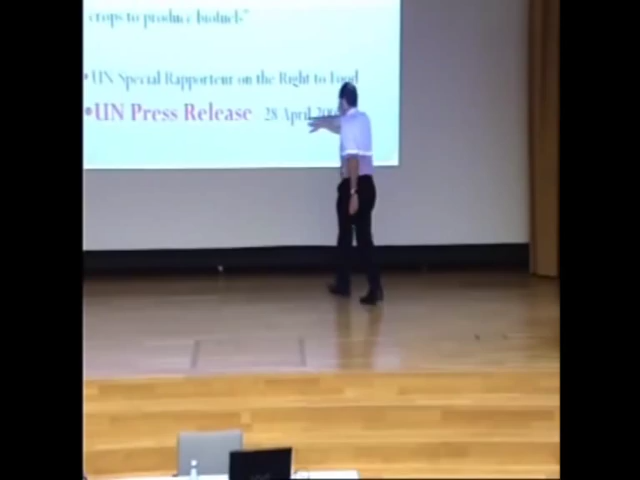 crops to produce biofuels"
•UN Special Rapporteur on the Right to Food
•UN Press Release 28 April